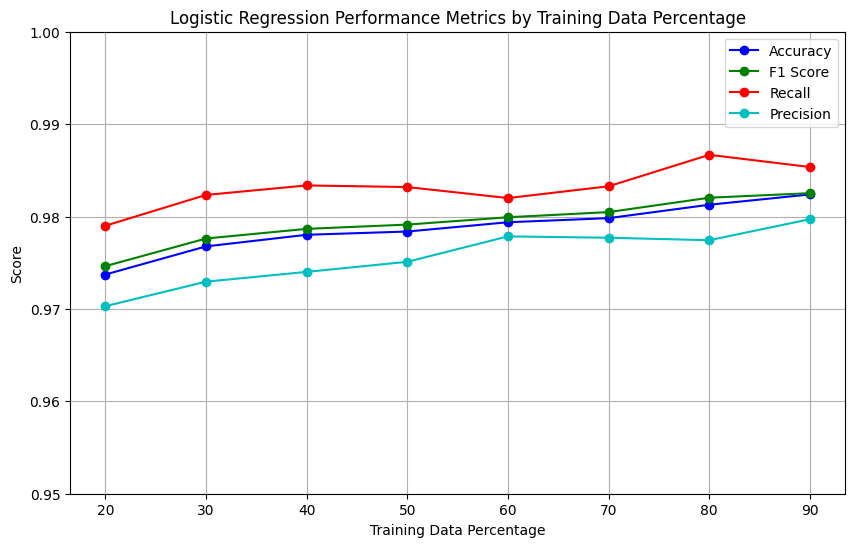 Logistic Regression Performance Metrics by Training Data Percentage
1.00
0.99
0.98
0.97
0.96
0.95
Score
Accuracy
F1 Score
Recall
Precision
20 30 40 50 60 70 80 90
Training Data Percentage